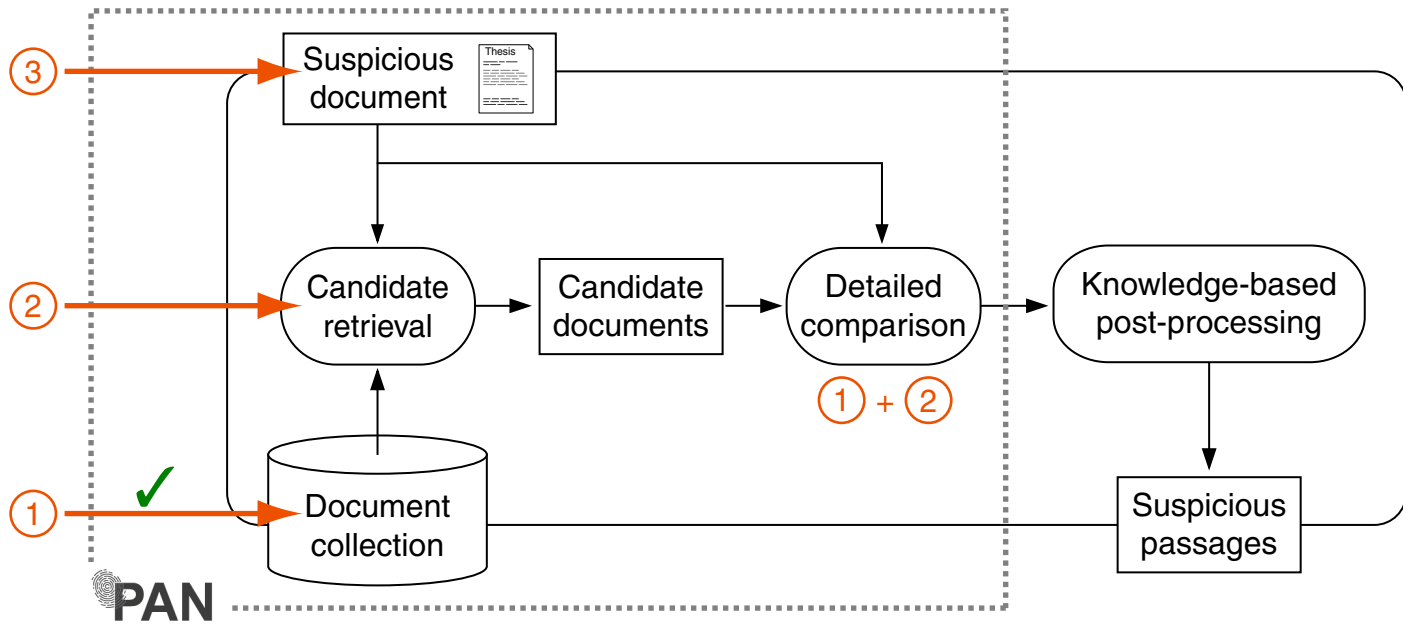 3
Suspicious
document
Thesis
2
Candidate
retrieval
Candidate
documents
Detailed
comparison
Knowledge-based
post-processing
1 + 2
1
✓
Document
collection
Suspicious
passages
PAN